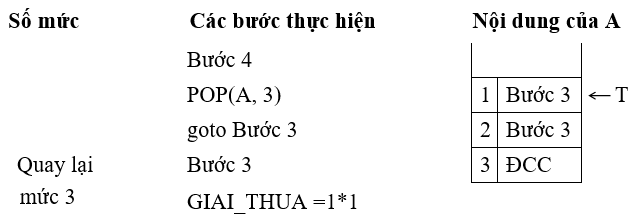 Số mức Các bước thực hiện Nội dung của A
Bước 4
POP(A, 3) 1 Bước 3 ← T
goto Bước 3 2 Bước 3
Quay lại Bước 3 3 ĐCC
mức 3 GIAI_THUA =1*1